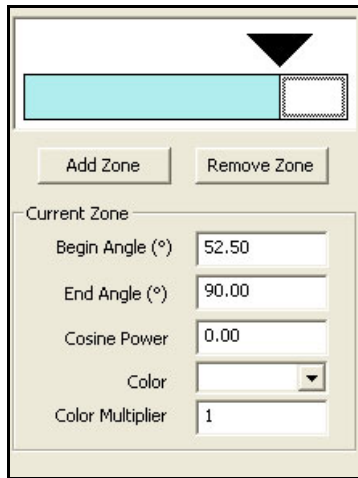 Add Zone Remove Zone
Current Zone
Begin Angle (°) 52.50
End Angle (°) 90.00
Cosine Power 0.00
Color
Color Multiplier 1